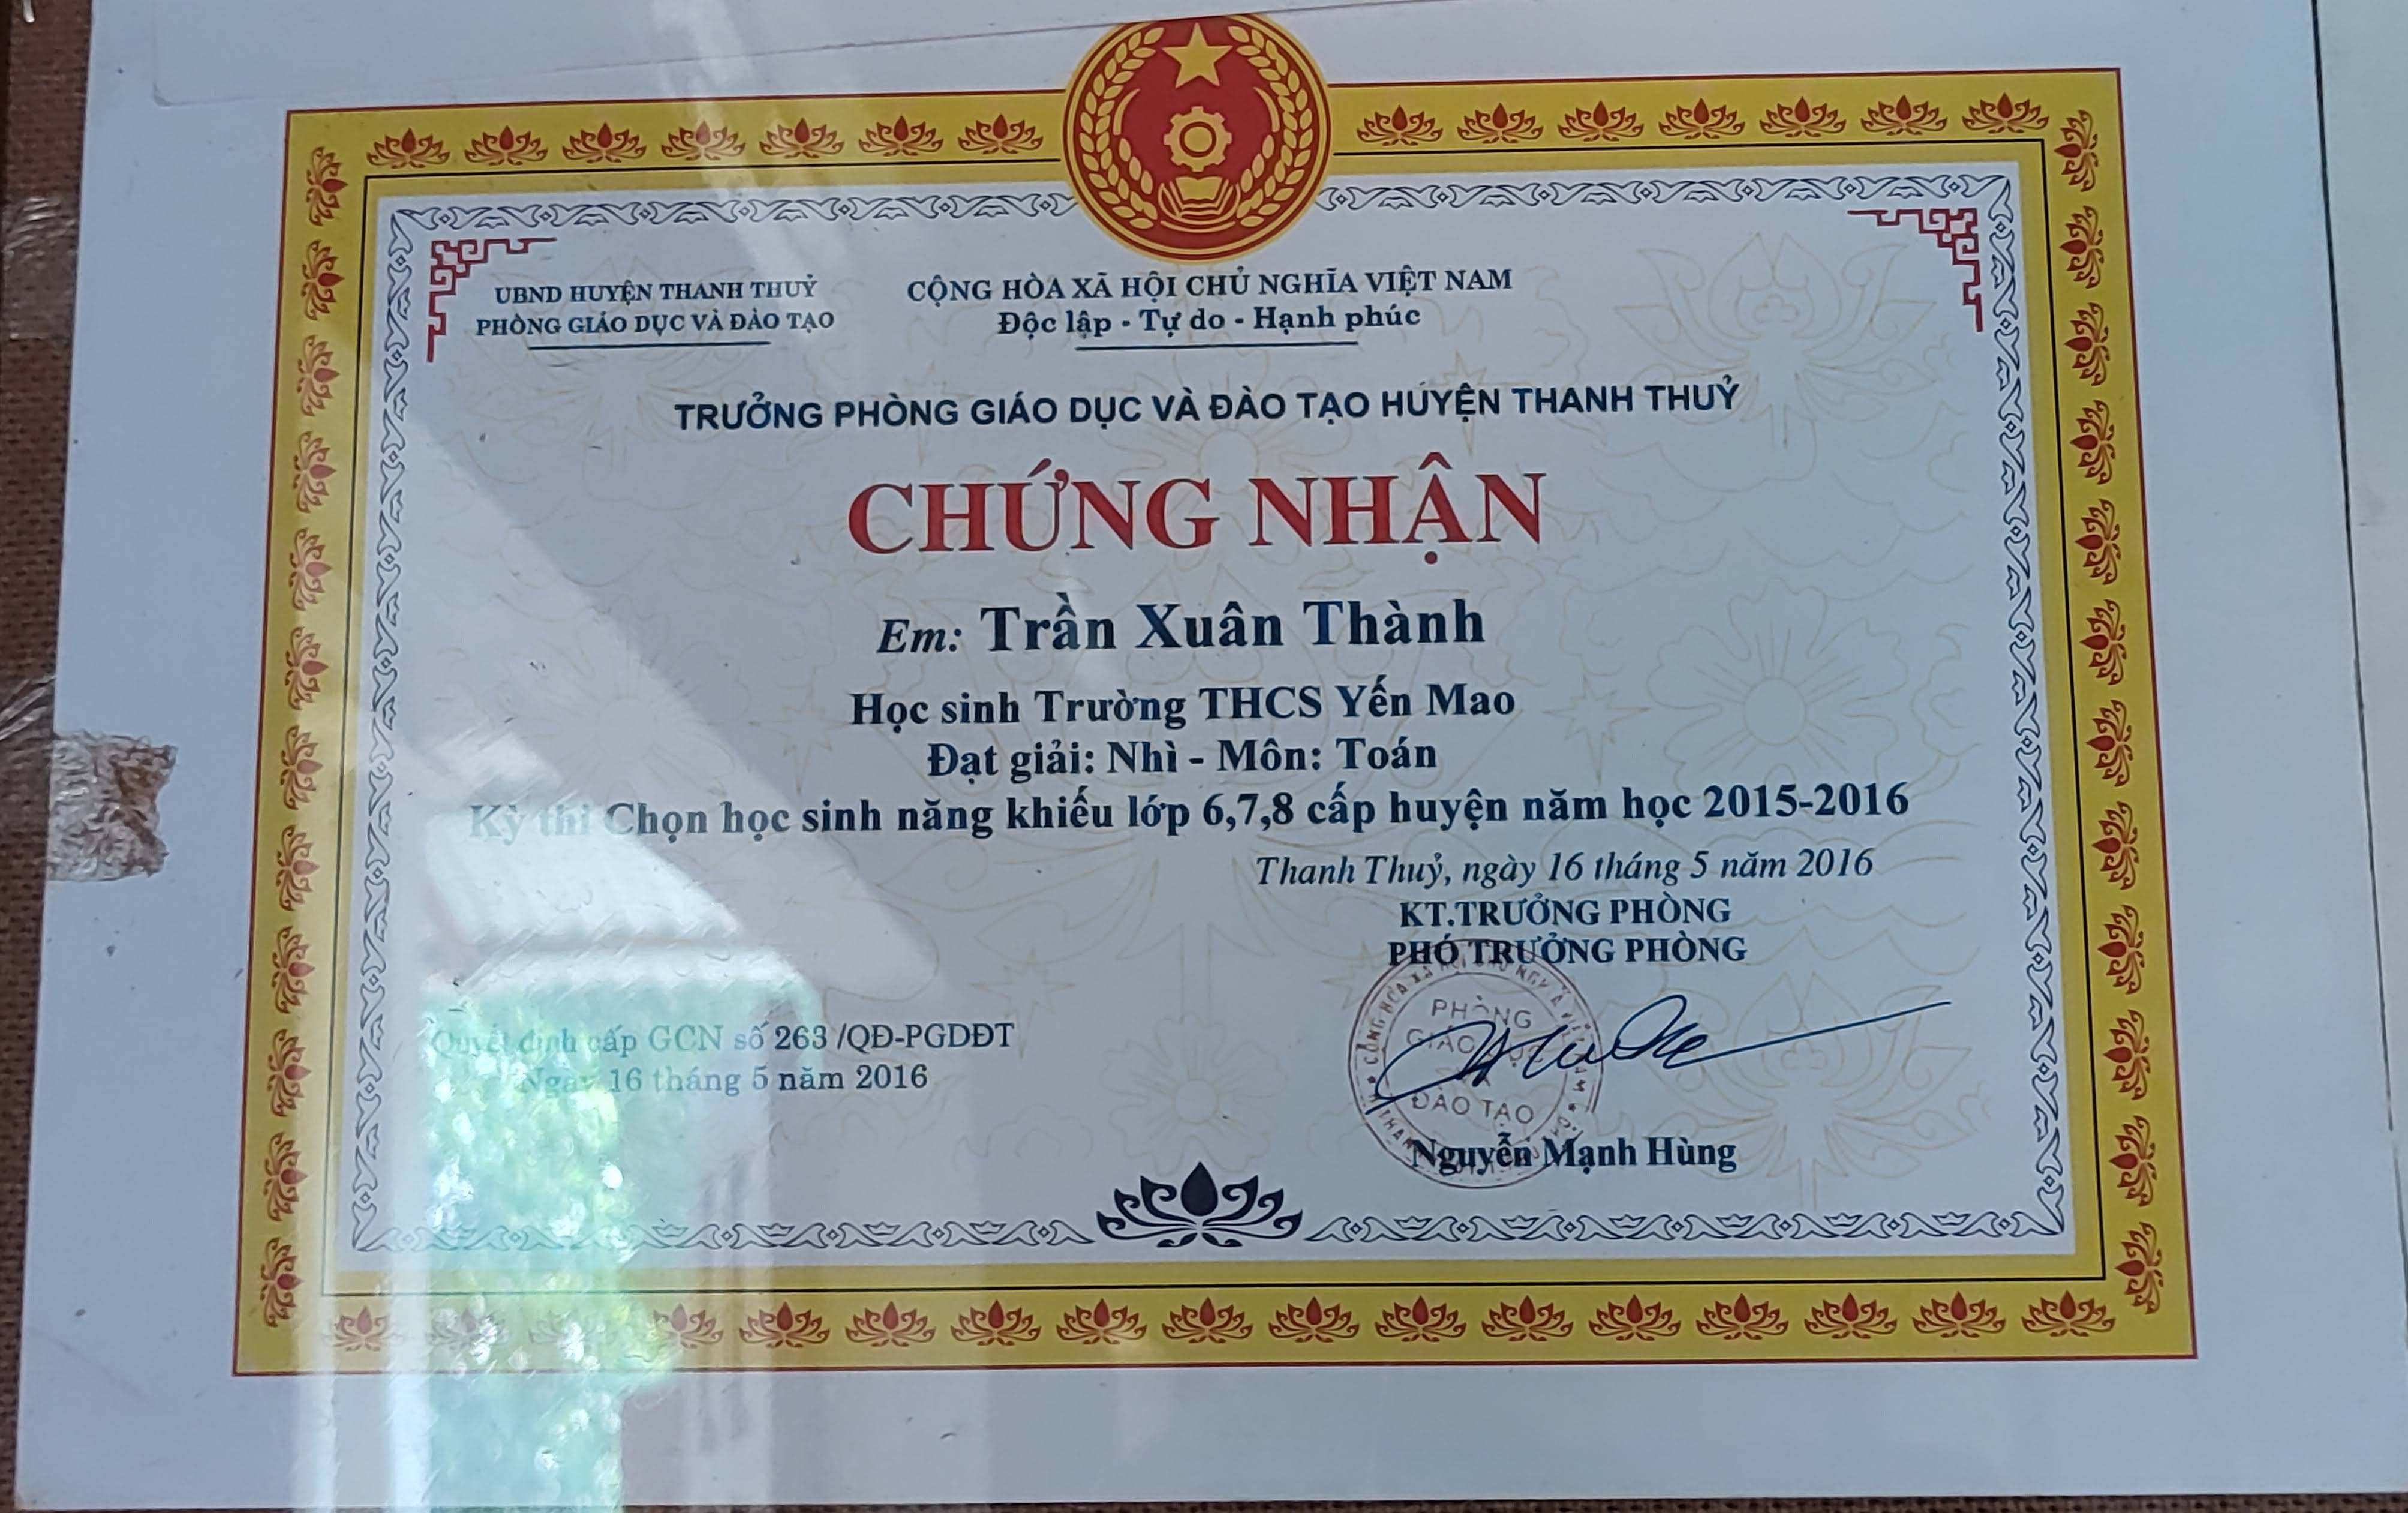 UBND HUYỆN THANH THUỶ
PHÒNG GIÁO DỤC VÀ ĐÀO TẠO
CỘNG HÒA XÃ HỘI CHỦ NGHĨA VIỆT NAM
Độc lập - Tự do - Hạnh phúc
TRƯỞNG PHÒNG GIÁO DỤC VÀ ĐÀO TẠO HUYỆN THANH THUỶ
CHỨNG NHẬN
Em: Trần Xuân Thành
Học sinh Trường THCS Yến Mao
Đạt giải: Nhì - Môn: Toán
Kỳ thi Chọn học sinh năng khiếu lớp 6,7,8 cấp huyện năm học 2015-2016
Thanh Thuỷ, ngày 16 tháng 5 năm 2016
KT.TRƯỞNG PHÒNG
PHÓ TRƯỞNG PHÒNG
PHÒNG
GIÁO DỤC
ĐÀO TẠO
Nguyễn Mạnh Hùng
Quyết định cấp GCN số 263 /QĐ-PGDĐT
Ngày 16 tháng 5 năm 2016